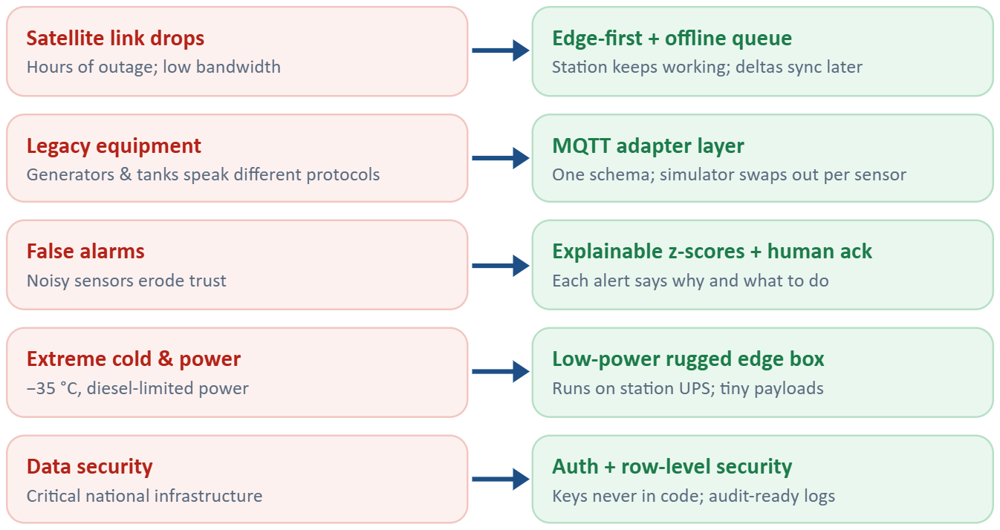 Satellite link drops
Hours of outage; low bandwidth
Edge-first + offline queue
Station keeps working; deltas sync later
Legacy equipment
Generators & tanks speak different protocols
MQTT adapter layer
One schema; simulator swaps out per sensor
False alarms
Noisy sensors erode trust
Explainable z-scores + human ack
Each alert says why and what to do
Extreme cold & power
−35 °C, diesel-limited power
Low-power rugged edge box
Runs on station UPS; tiny payloads
Data security
Critical national infrastructure
Auth + row-level security
Keys never in code; audit-ready logs